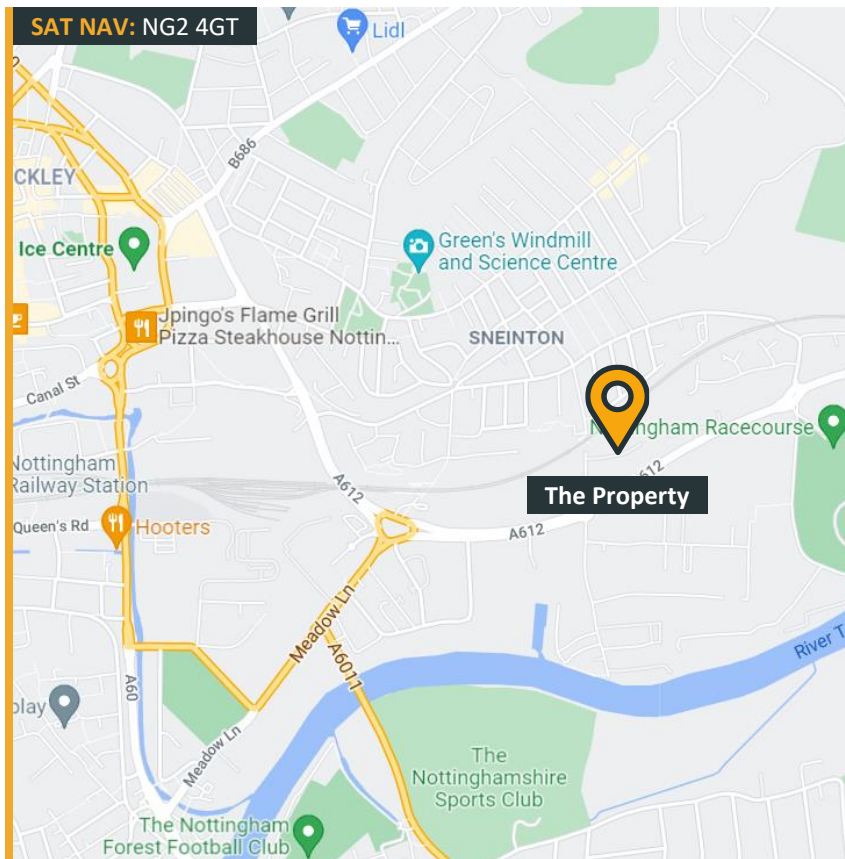 SAT NAV: NG2 4GT
Lidl
B686
CKLEY
Ice Centre
Green's Windmill
and Science Centre
Jpingo's Flame Grill
Pizza Steakhouse Nottin...
SNEINTON
Canal St
Nottingham Racecourse
A612
The Property
Nottingham
Railway Station
A612
Queen's Rd
Hooters
A612
Meadow Ln
A6011
River T
A60
play
Meadow Ln
The
Nottinghamshire
Sports Club
The Nottingham
Forest Football Club